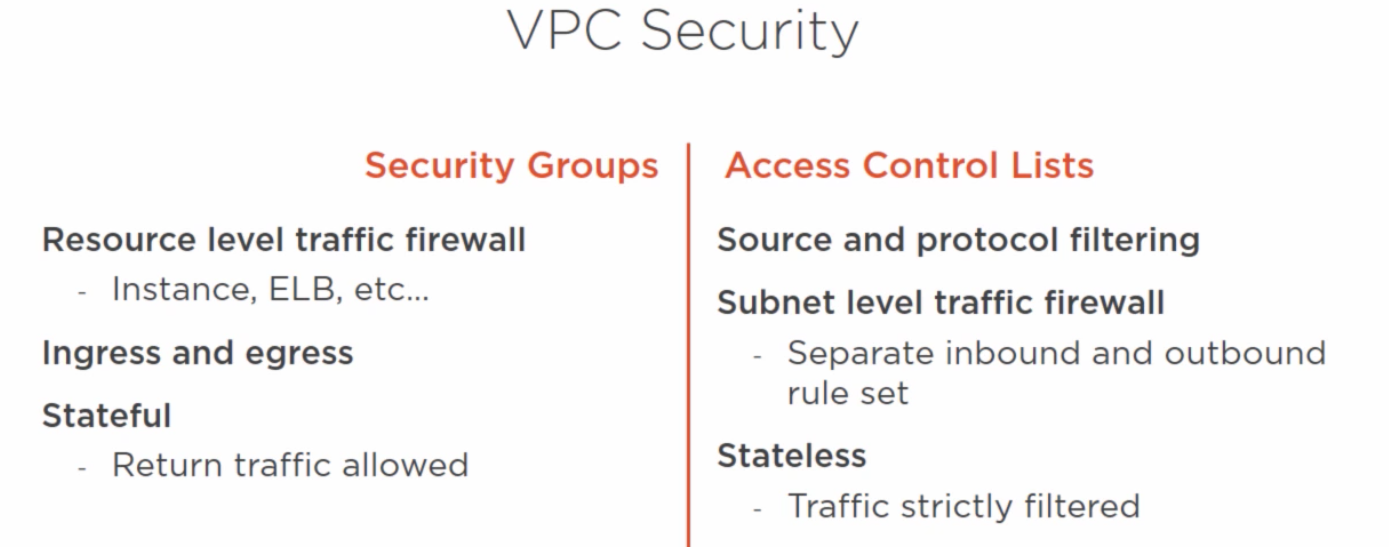 VPC Security
Security Groups
Resource level traffic firewall
- Instance, ELB, etc...
Ingress and egress
Stateful
- Return traffic allowed
Access Control Lists
Source and protocol filtering
Subnet level traffic firewall
- Separate inbound and outbound
rule set
Stateless
- Traffic strictly filtered